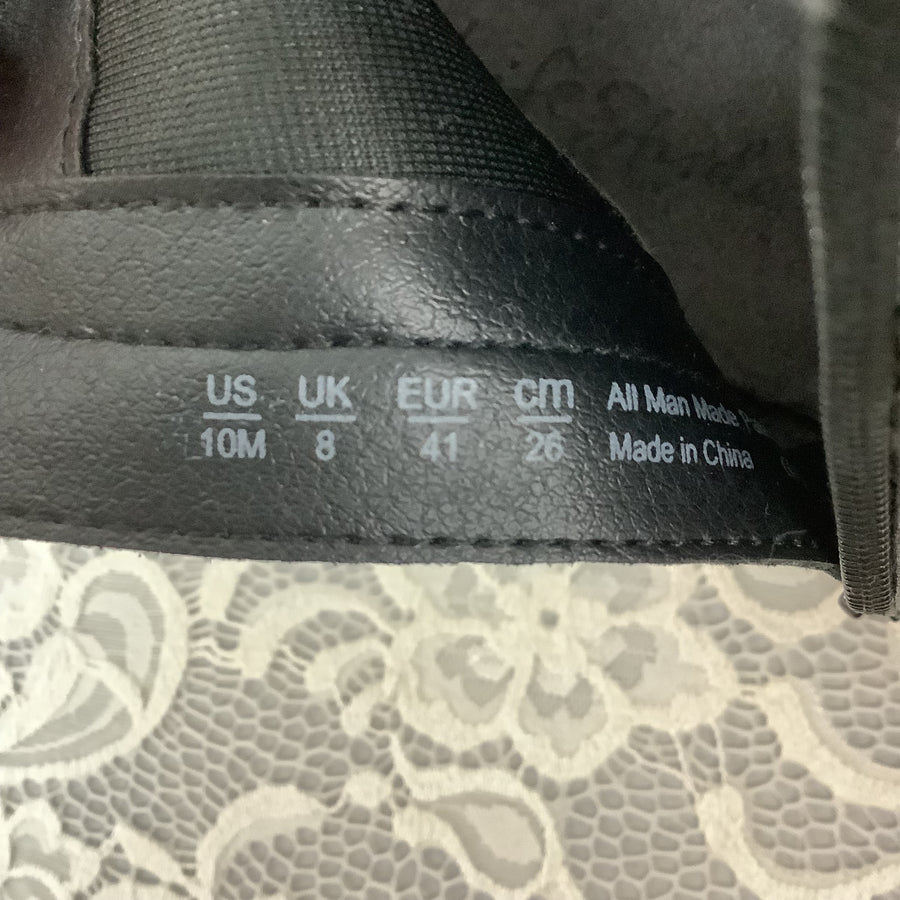 US UK EUR cm All Man Made
10M 8 41 26 Made in China